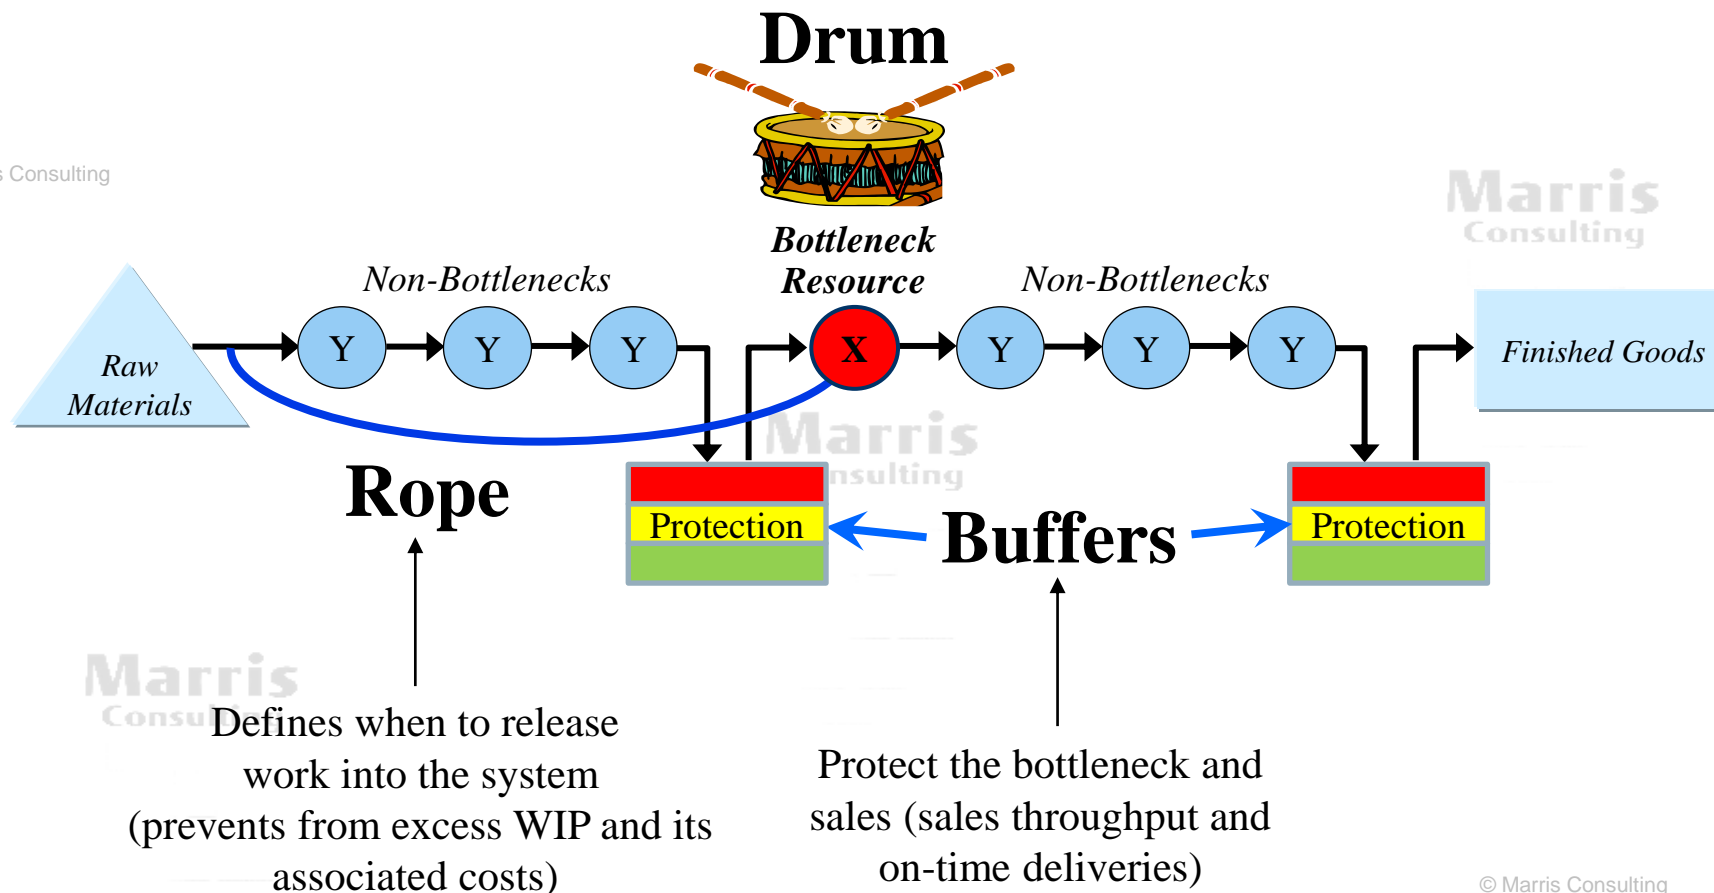 Drum
s Consulting
Marris
Consulting
Bottleneck
Resource
Non-Bottlenecks
Non-Bottlenecks
Raw
Materials
Y
Y
Y
X
Y
Y
Y
Finished Goods
Marris
nsulting
Rope
Protection
Buffers
Protection
Marris
Consulting
Defines when to release
work into the system
(prevents from excess WIP and its
associated costs)
Protect the bottleneck and
sales (sales throughput and
on-time deliveries)
© Marris Consulting